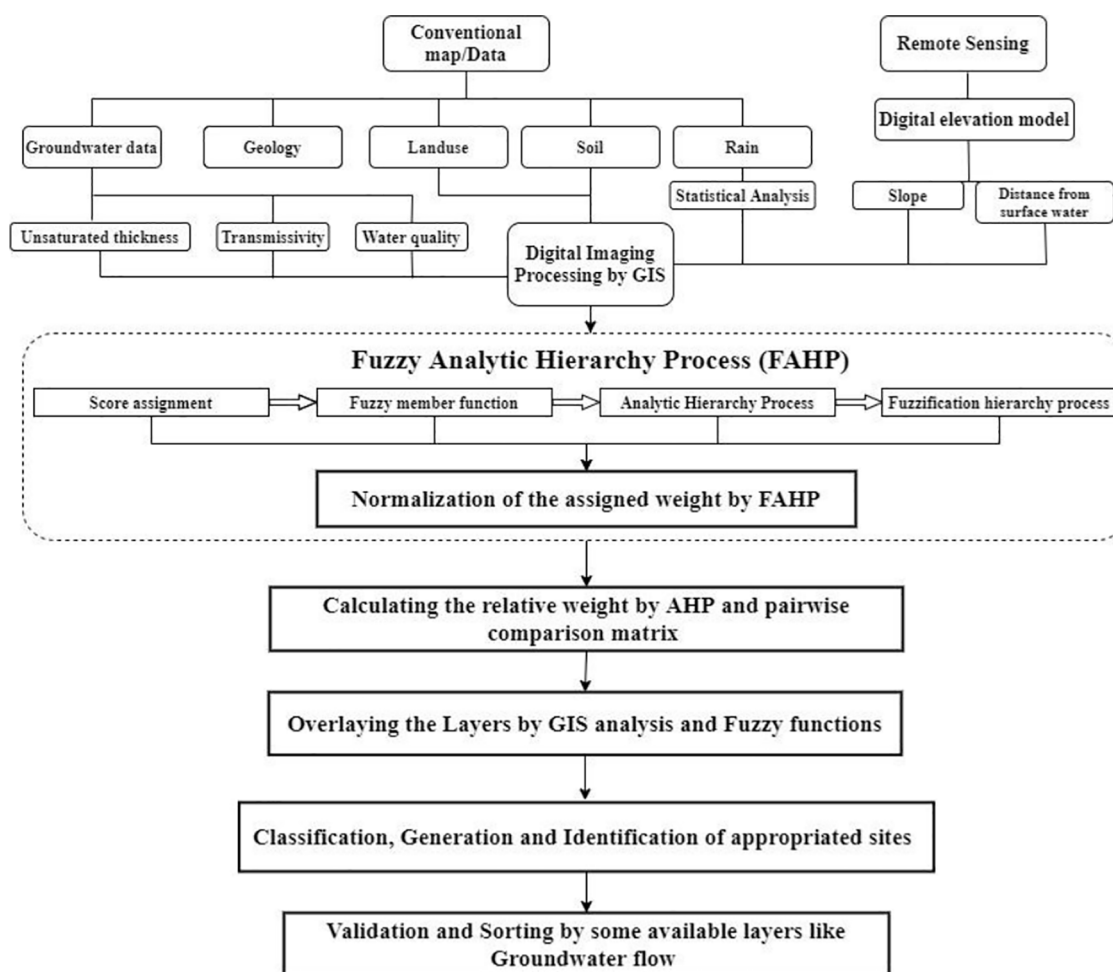 Conventional
map/Data
Remote Sensing
Digital elevation model
Groundwater data
Geology
Landuse
Soil
Rain
Statistical Analysis
Slope
Distance from
surface water
Unsaturated thickness
Transmissivity
Water quality
Digital Imaging
Processing by GIS
Fuzzy Analytic Hierarchy Process (FAHP)
Score assignment
Fuzzy member function
Analytic Hierarchy Process
Fuzzification hierarchy process
Normalization of the assigned weight by FAHP
Calculating the relative weight by AHP and pairwise
comparison matrix
Overlaying the Layers by GIS analysis and Fuzzy functions
Classification, Generation and Identification of appropriated sites
Validation and Sorting by some available layers like
Groundwater flow